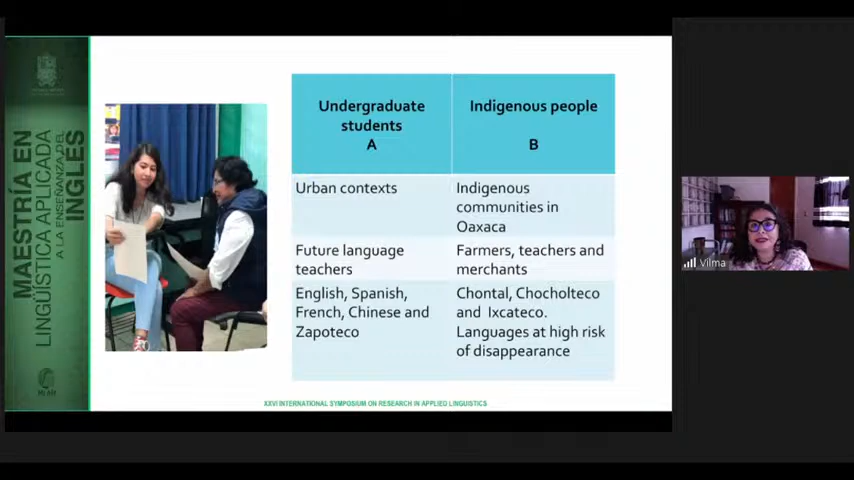 MAESTRÍA EN
LINGÜÍSTICA APLICADA
A LA ENSEÑANZA DEL
INGLÉS
Undergraduate
students
A
Indigenous people
B
Urban contexts
Indigenous
communities in
Oaxaca
Future language
teachers
Farmers, teachers and
merchants
English, Spanish,
French, Chinese and
Zapoteco
Chontal, Chocholteco
and Ixcateco.
Languages at high risk
of disappearance
XXVI INTERNATIONAL SYMPOSIUM ON RESEARCH IN APPLIED LINGUISTICS
Vilma